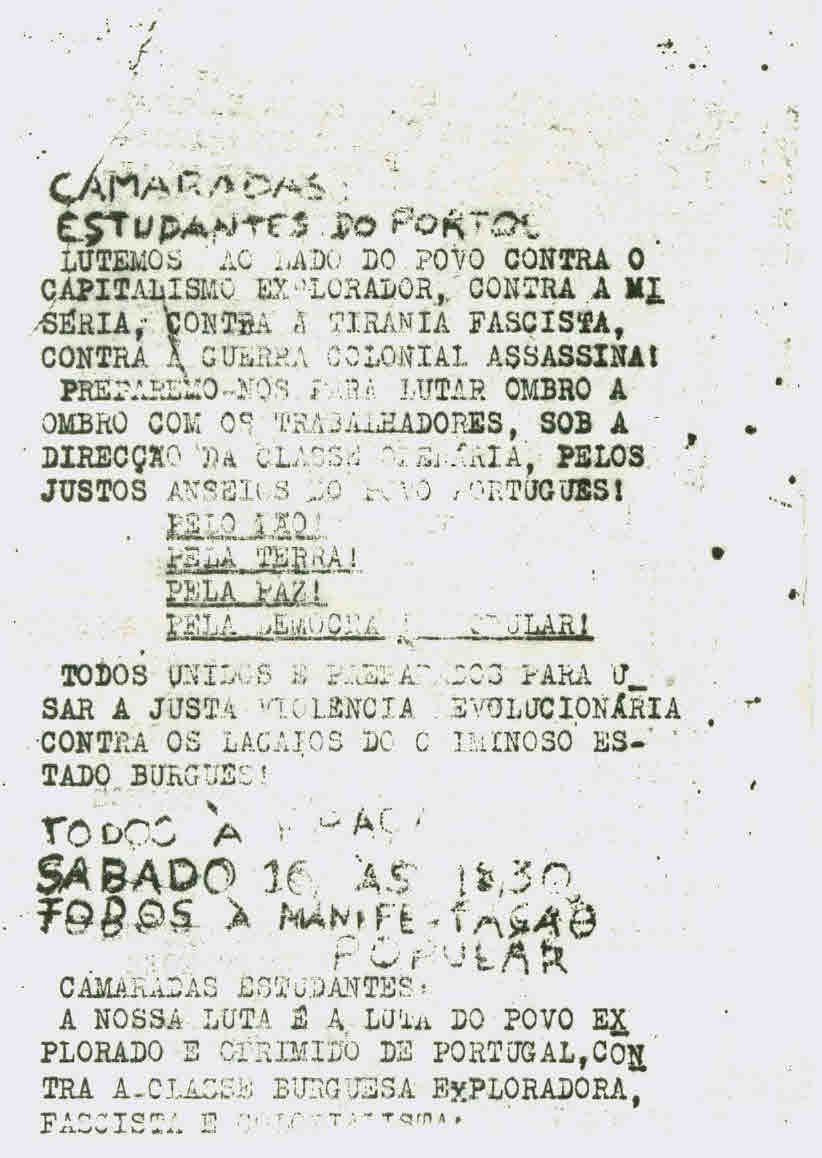 CAMARADAS:
ESTUDANTES DO PORTO:
LUTEMOS AO LADO DO POVO CONTRA O
CAPITALISMO EXPLORADOR, CONTRA A MI
SÉRIA, CONTRA A TIRANIA FASCISTA,
CONTRA A GUERRA COLONIAL ASSASSINA!
PREPAREMO-NOS PARA LUTAR OMBRO A
OMBRO COM OS TRABALHADORES, SOB A
DIRECÇÃO DA CLASSE OPERÁRIA, PELOS
JUSTOS ANSEIOS DO POVO PORTUGUES!
PELO PÃO!
PELA TERRA!
PELA PAZ!
PELA DEMOCRACIA POPULAR!
TODOS UNIDOS E PREPARADOS PARA U_
SAR A JUSTA VIOLENCIA REVOLUCIONÁRIA
CONTRA OS LACAIOS DO CRIMINOSO ES-
TADO BURGUES!
TODOS À
SABADO 16, AS 18,30,
TODOS À MANIFESTAÇÃO
POPULAR
CAMARADAS ESTUDANTES:
A NOSSA LUTA É A LUTA DO POVO EX
PLORADO E OPRIMIDO DE PORTUGAL, CON
TRA A CLASSE BURGUESA EXPLORADORA,
FASCISTA E COLONIALISTA!